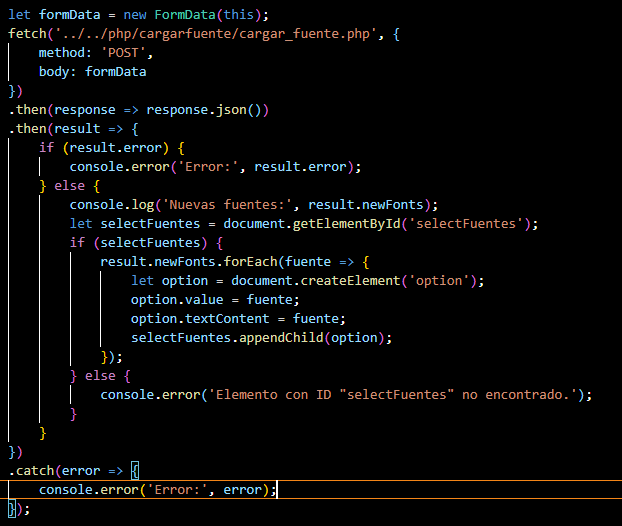 let formData = new FormData(this);
fetch('../../php/cargarfuente/cargar_fuente.php', {
    method: 'POST',
    body: formData
})
.then(response => response.json())
.then(result => {
    if (result.error) {
        console.error('Error:', result.error);
    } else {
        console.log('Nuevas fuentes:', result.newFonts);
        let selectFuentes = document.getElementById('selectFuentes');
        if (selectFuentes) {
            result.newFonts.forEach(fuente => {
                let option = document.createElement('option');
                option.value = fuente;
                option.textContent = fuente;
                selectFuentes.appendChild(option);
            });
        } else {
            console.error('Elemento con ID "selectFuentes" no encontrado.');
        }
    }
})
.catch(error => {
    console.error('Error:', error);
});